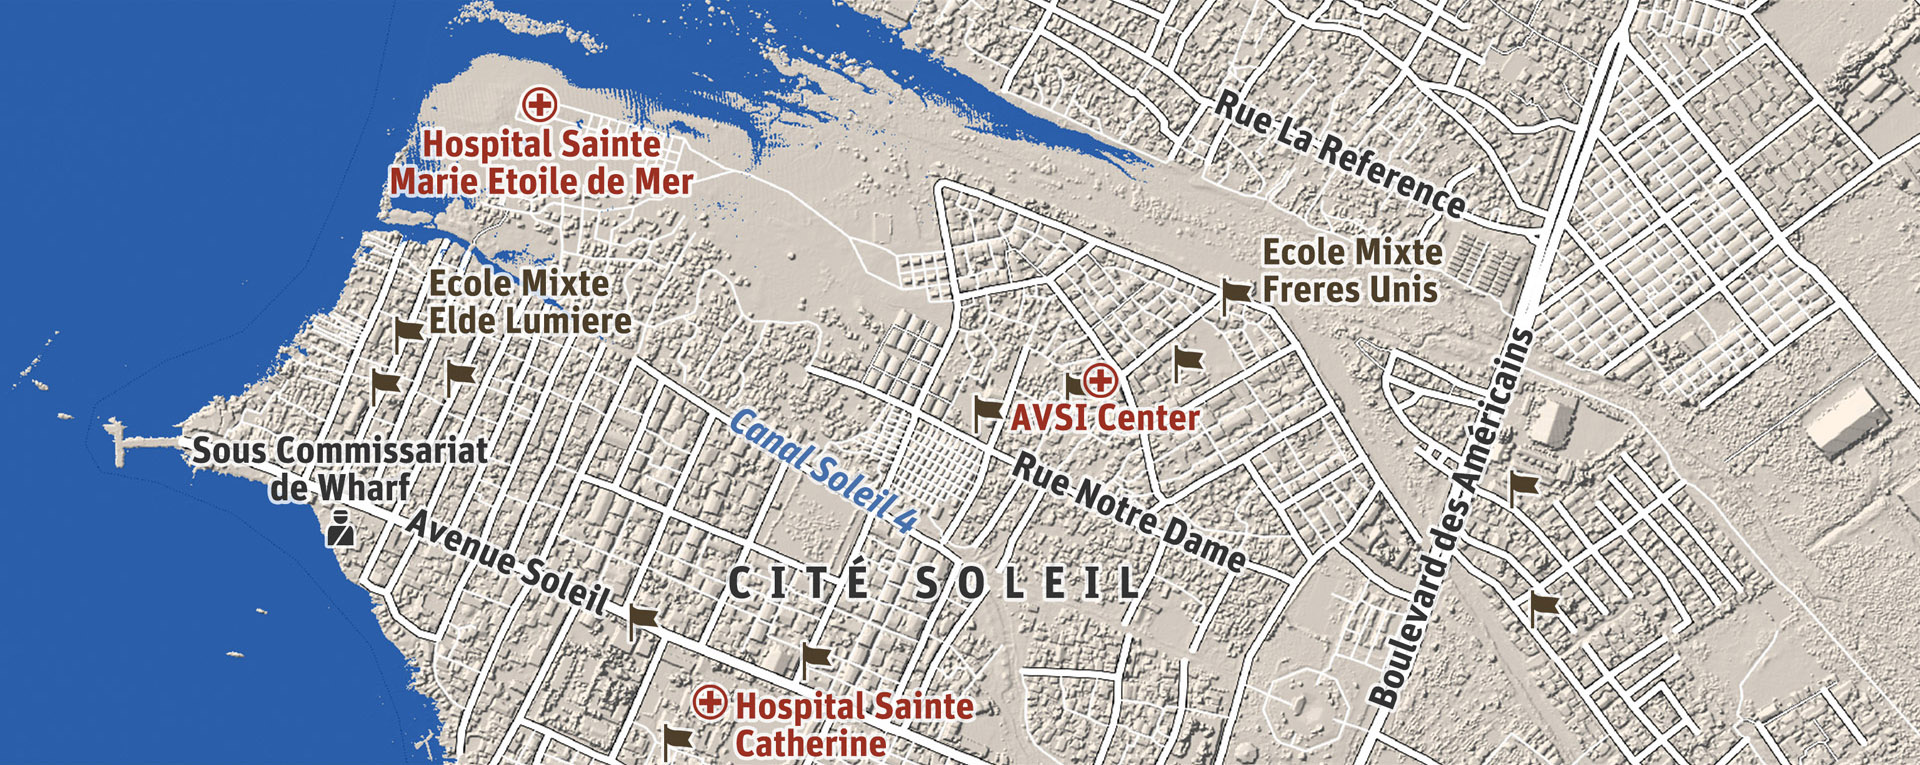 Rue La Reference
Hospital Sainte
Marie Etoile de Mer
Ecole Mixte
Freres Unis
Ecole Mixte
Elde Lumiere
AVSI Center
Canal Soleil 4
Sous Commissariat
de Wharf
Rue Notre Dame
Boulevard des Américains
Avenue Soleil
CITÉ SOLEIL
Hospital Sainte
Catherine